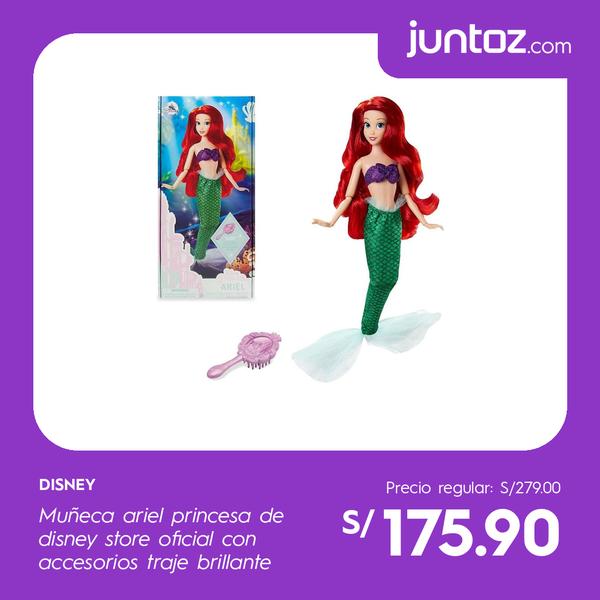 juntoz.com
ARIEL
DISNEY
Muñeca ariel princesa de
disney store oficial con
accesorios traje brillante
Precio regular: S/279.00
S/175.90